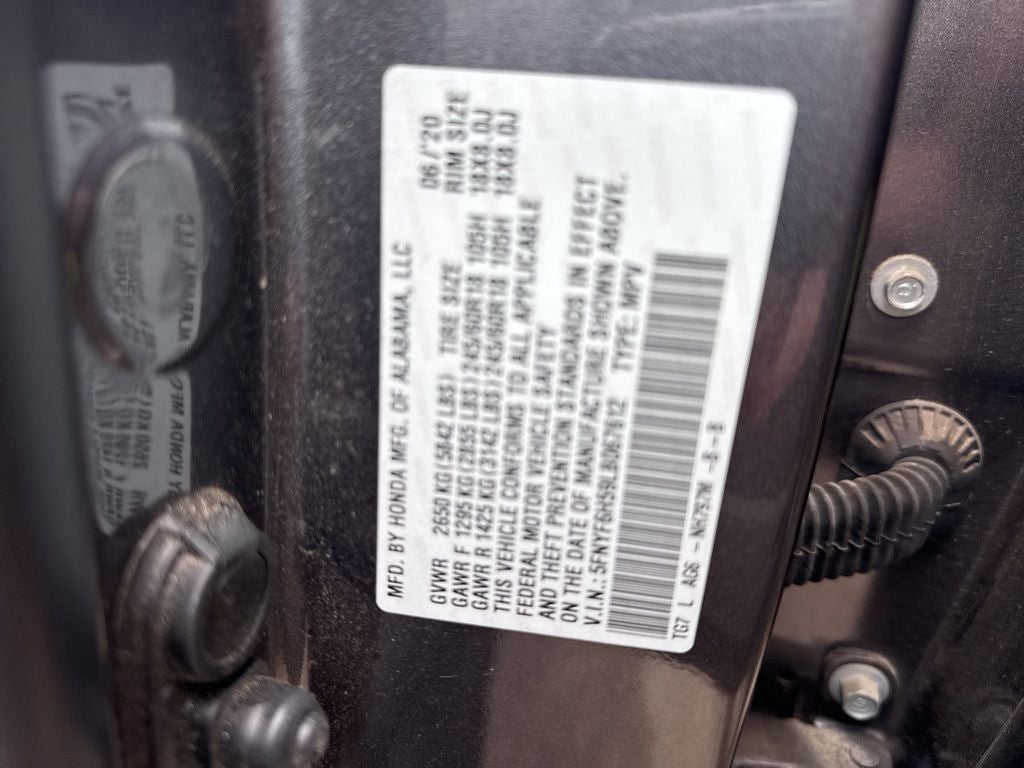 MFD. BY HONDA MFG. OF ALABAMA, LLC 06/'20
GVWR 2650 KG(5842 LBS) TIRE SIZE RIM SIZE
GAWR F 1295 KG(2855 LBS) 245/60R18 105H 18X8.0J
GAWR R 1425 KG(3142 LBS) 245/60R18 105H 18X8.0J
THIS VEHICLE CONFORMS TO ALL APPLICABLE
FEDERAL MOTOR VEHICLE SAFETY
AND THEFT PREVENTION STANDARDS IN EFFECT
ON THE DATE OF MANUFACTURE SHOWN ABOVE.
V.I.N.: 5FNYF6H59LB067612 TYPE: MPV
TG7 L AG6 - -B -B
HONDA